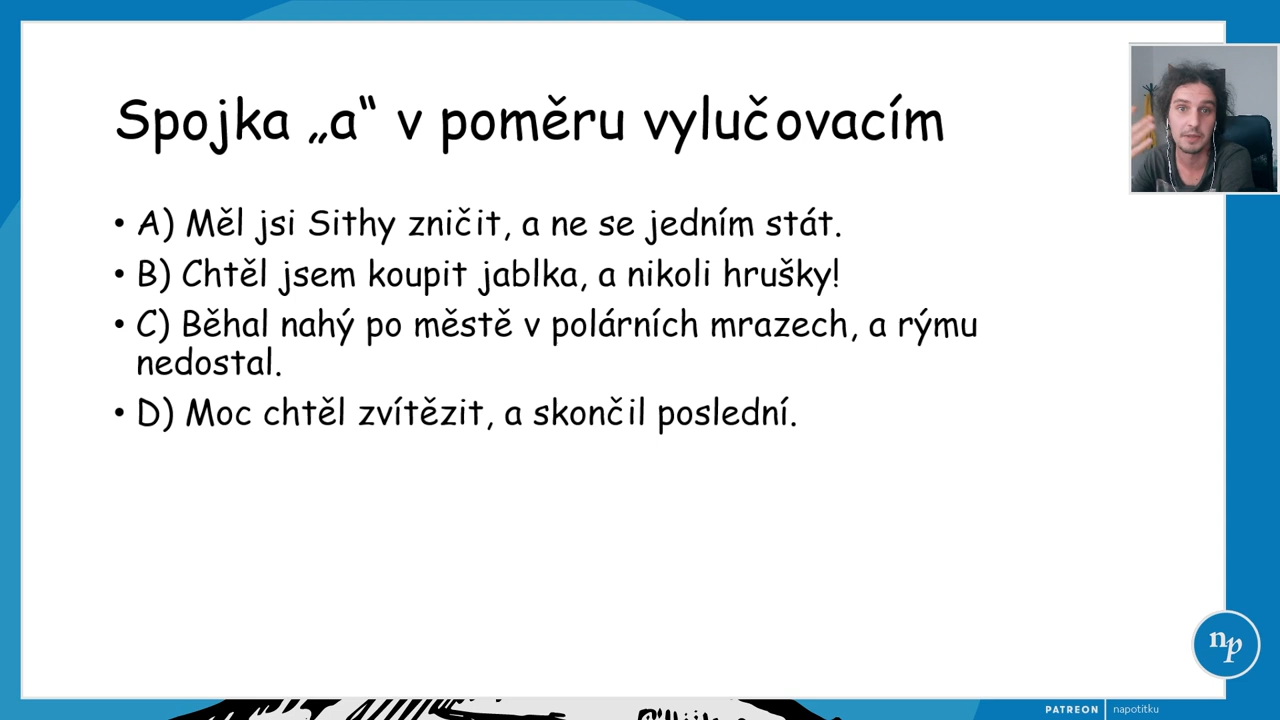 Spojka „a“ v poměru vylučovacím
• A) Měl jsi Sithy zničit, a ne se jedním stát.
• B) Chtěl jsem koupit jablka, a nikoli hrušky!
• C) Běhal nahý po městě v polárních mrazech, a rýmu
nedostal.
• D) Moc chtěl zvítězit, a skončil poslední.
np
PATREON napotitku